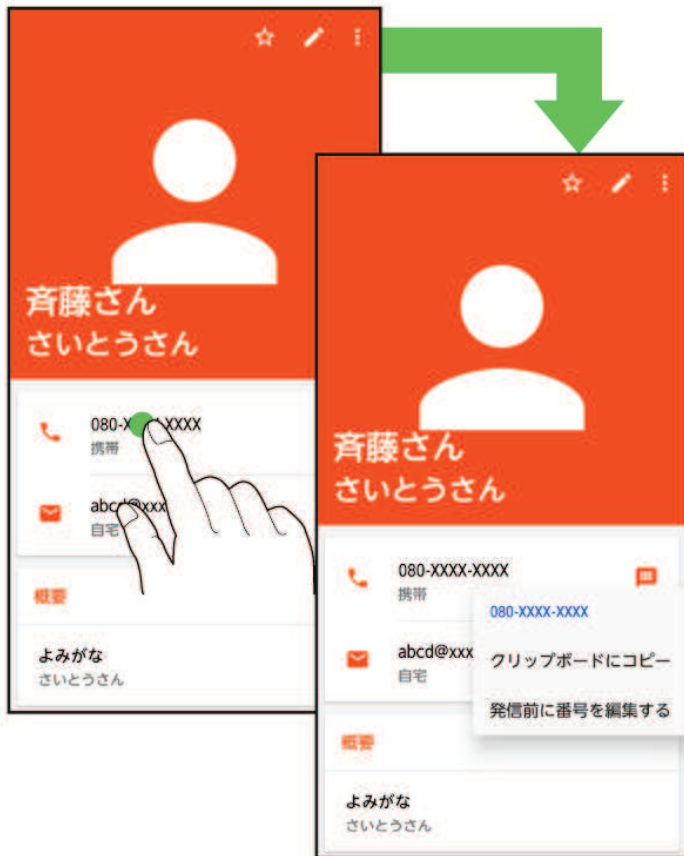 斉藤さん
さいとうさん
080-X XXXX
携帯
abcd@xxx
自宅
概要
よみがな
さいとうさん
斉藤さん
さいとうさん
080-XXXX-XXXX
携帯
abcd@xxx
自宅
080-XXXX-XXXX
クリップボードにコピー
発信前に番号を編集する
概要
よみがな
さいとうさん